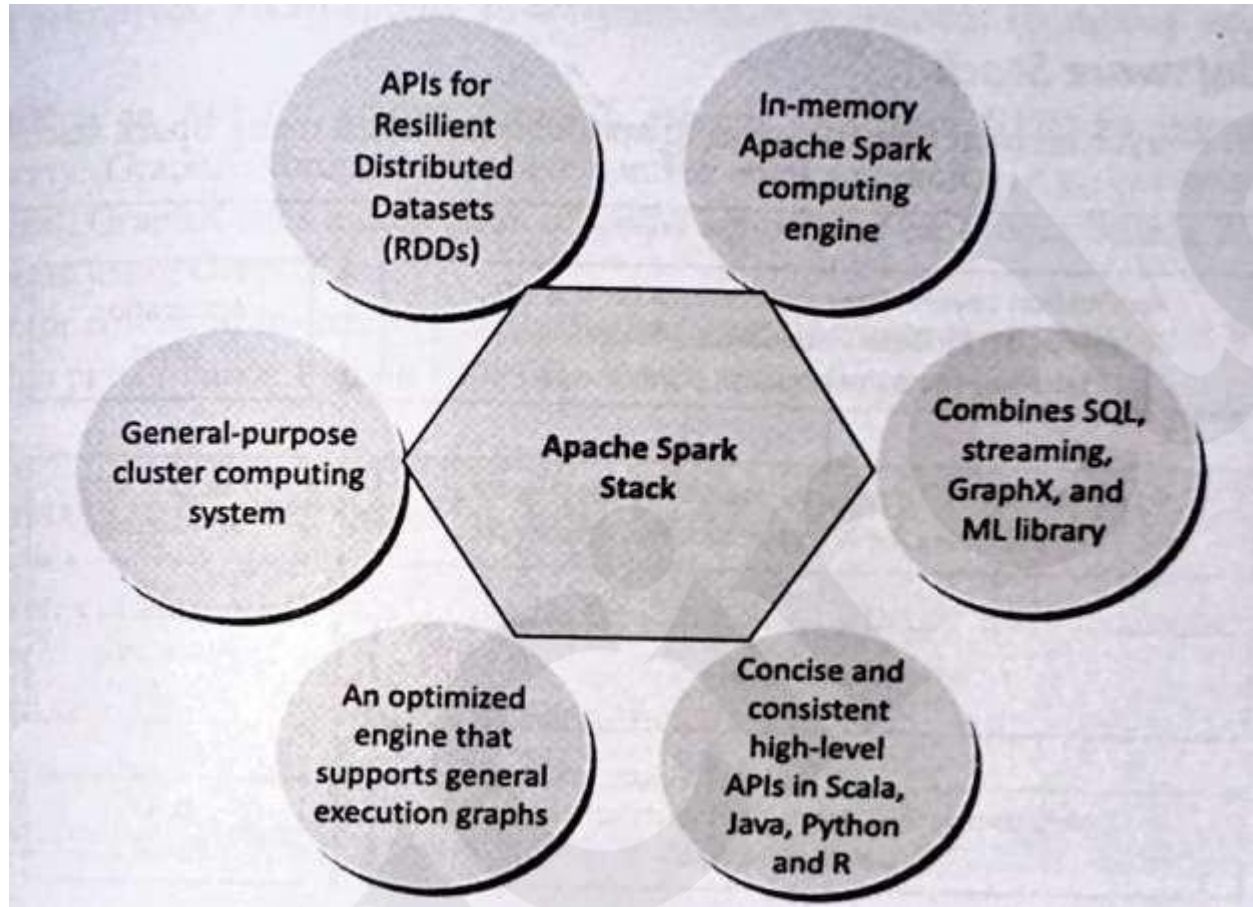 APIs for
Resilient
Distributed
Datasets
(RDDs)
In-memory
Apache Spark
computing
engine
General-purpose
cluster computing
system
Apache Spark
Stack
Combines SQL,
streaming,
GraphX, and
ML library
An optimized
engine that
supports general
execution graphs
Concise and
consistent
high-level
APIs in Scala,
Java, Python
and R